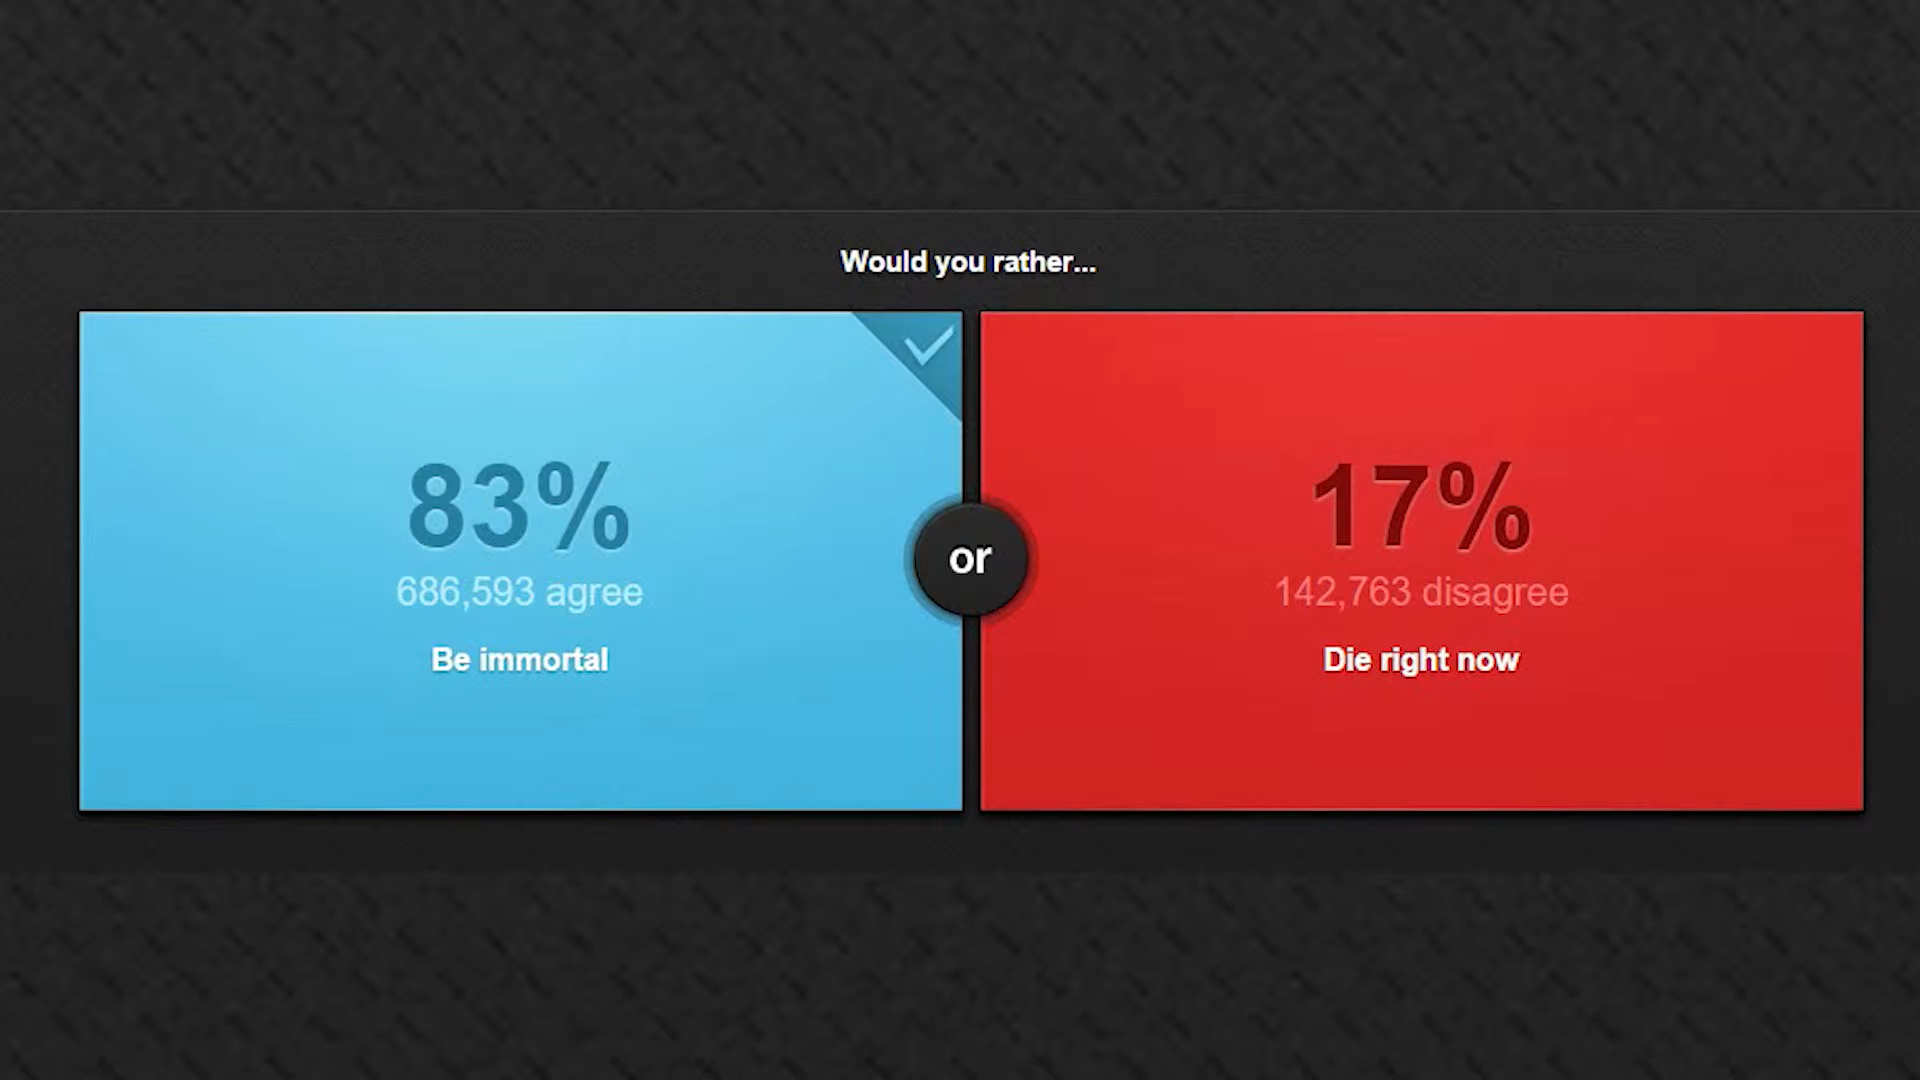 Would you rather...
83%
686,593 agree
Be immortal
or
17%
142,763 disagree
Die right now